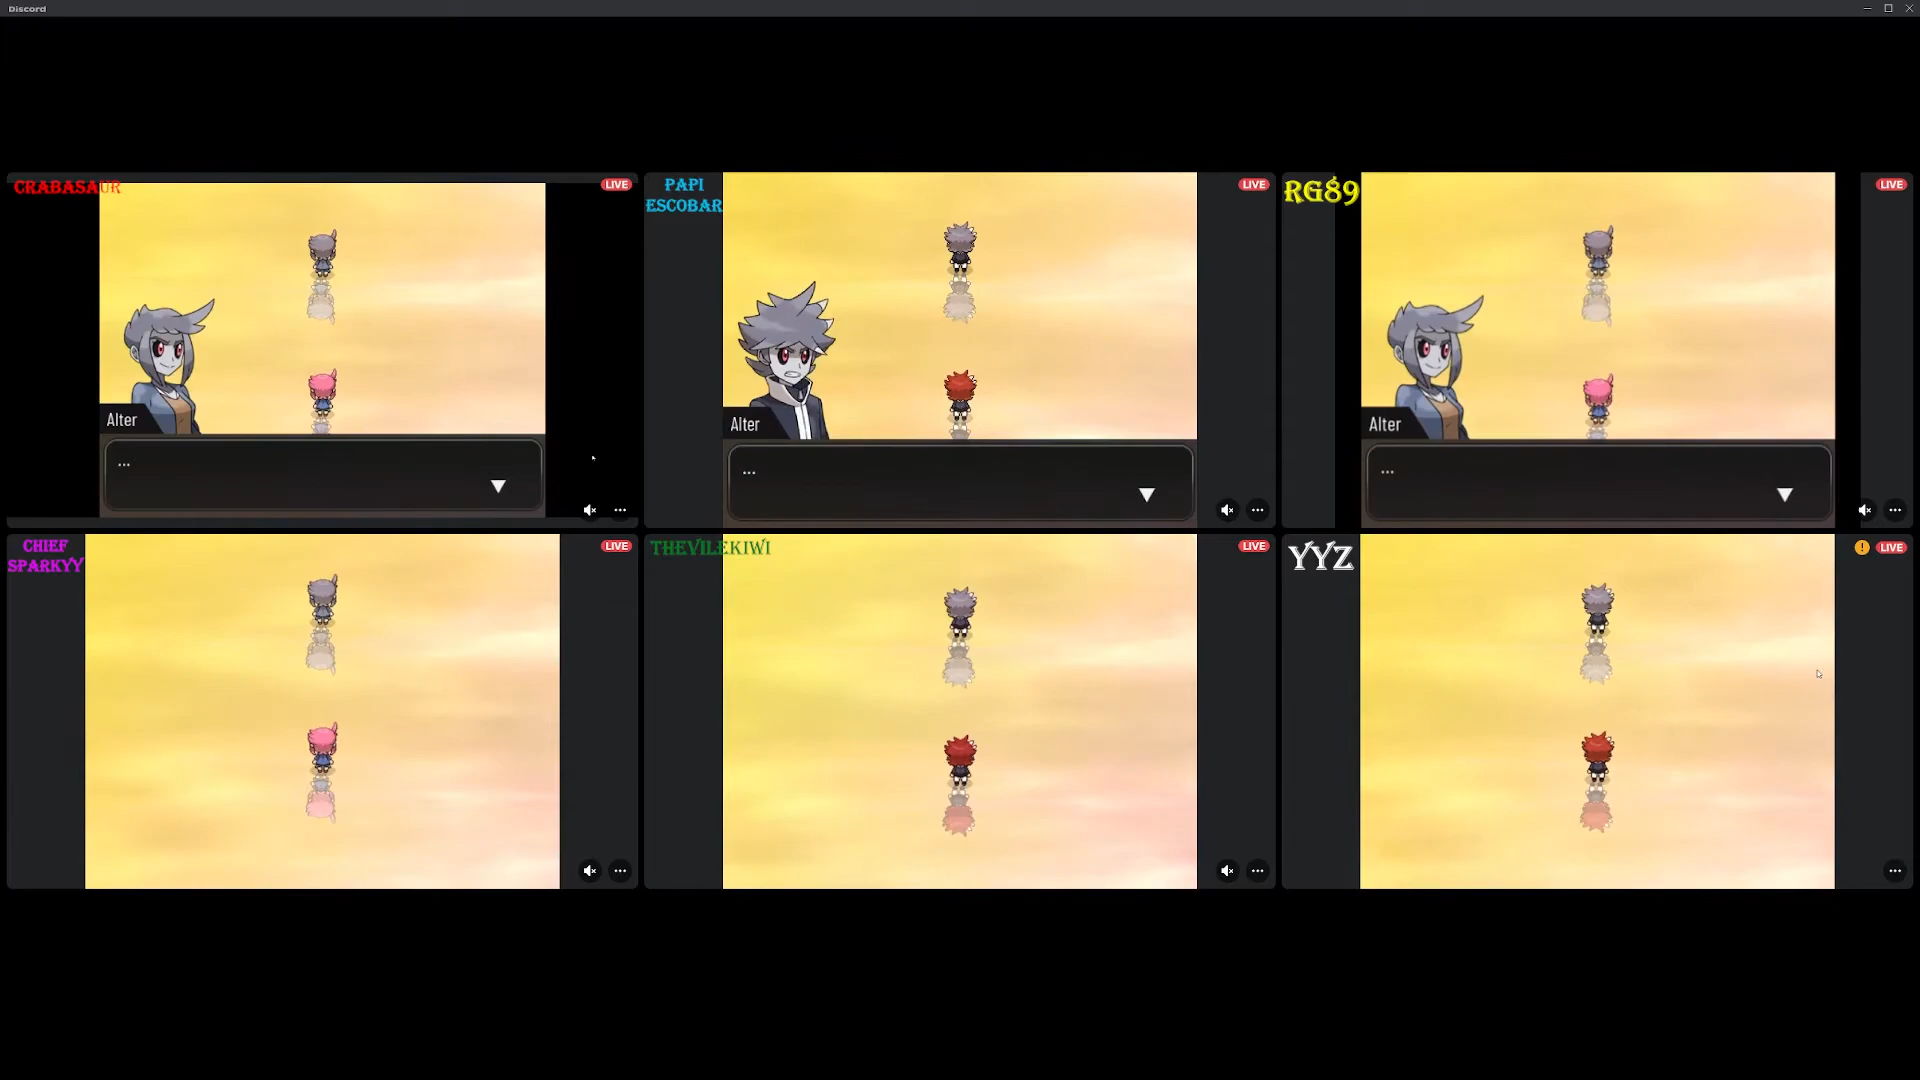 Discord
CRABASAUR
LIVE
PAPI
ESCOBAR
LIVE
RG89
LIVE
Alter
...
Alter
...
Alter
...
CHIEF
SPARKYY
LIVE
THEVILEKIWI
LIVE
YYZ
LIVE